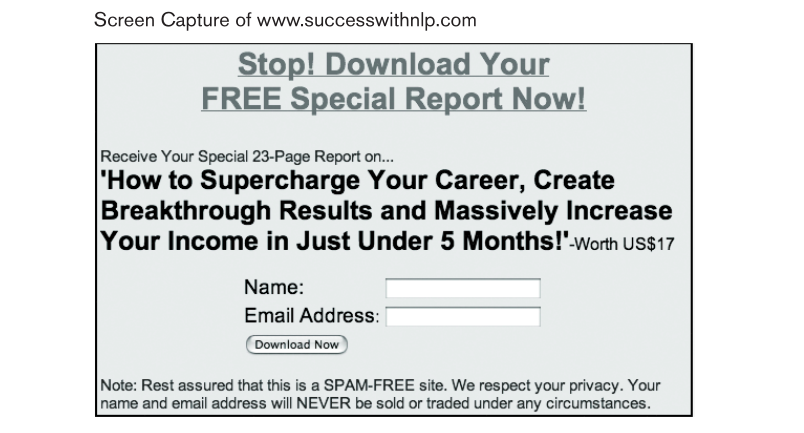 Screen Capture of www.successwithnlp.com
Stop! Download Your
FREE Special Report Now!
Receive Your Special 23-Page Report on...
'How to Supercharge Your Career, Create
Breakthrough Results and Massively Increase
Your Income in Just Under 5 Months!'-Worth US$17
Name:
Email Address:
Download Now
Note: Rest assured that this is a SPAM-FREE site. We respect your privacy. Your
name and email address will NEVER be sold or traded under any circumstances.